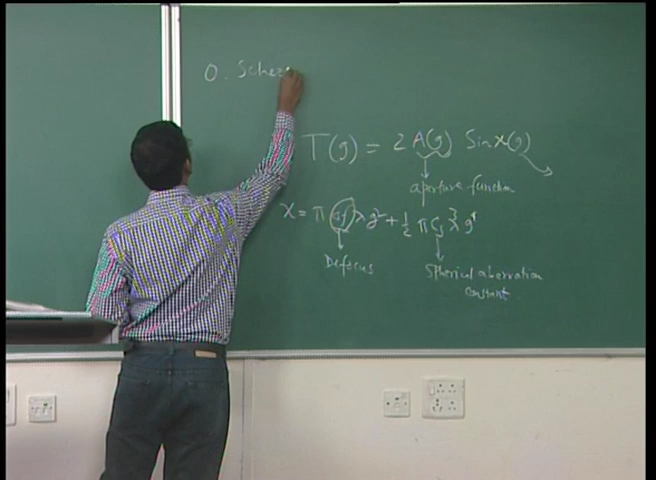 O. Scherz
T(g) = 2 A(g) Sin χ(g)
aperture function
χ = π Δf λ g² + ½ π Cs λ³ g⁴
Defocus
Spherical aberration
constant